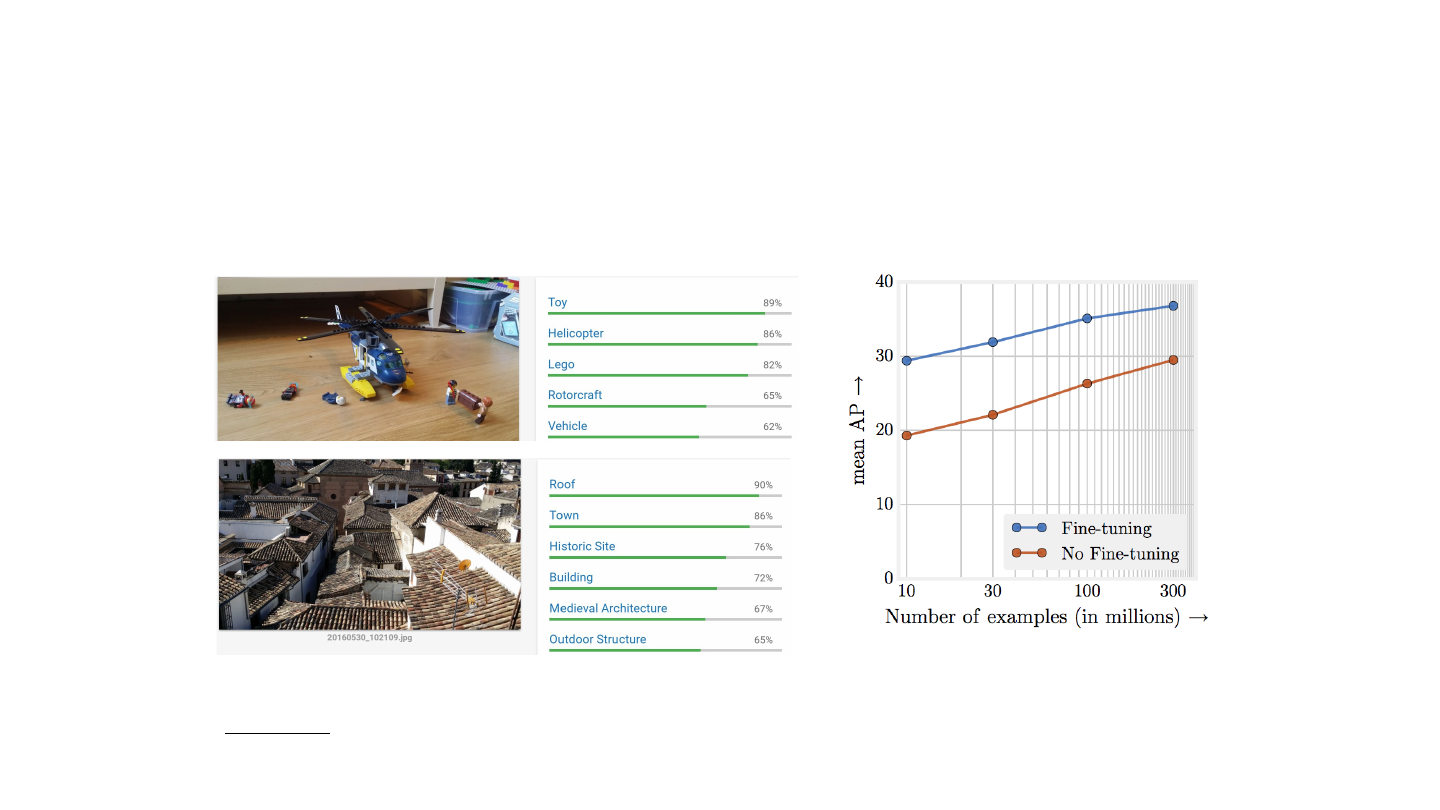 Toy 89%
Helicopter 86%
Lego 82%
Rotorcraft 65%
Vehicle 62%
Roof 90%
Town 86%
Historic Site 76%
Building 72%
Medieval Architecture 67%
Outdoor Structure 65%
20160530_102109.jpg
40
30
20
10
0
mean AP →
10 30 100 300
Number of examples (in millions) →
Fine-tuning
No Fine-tuning